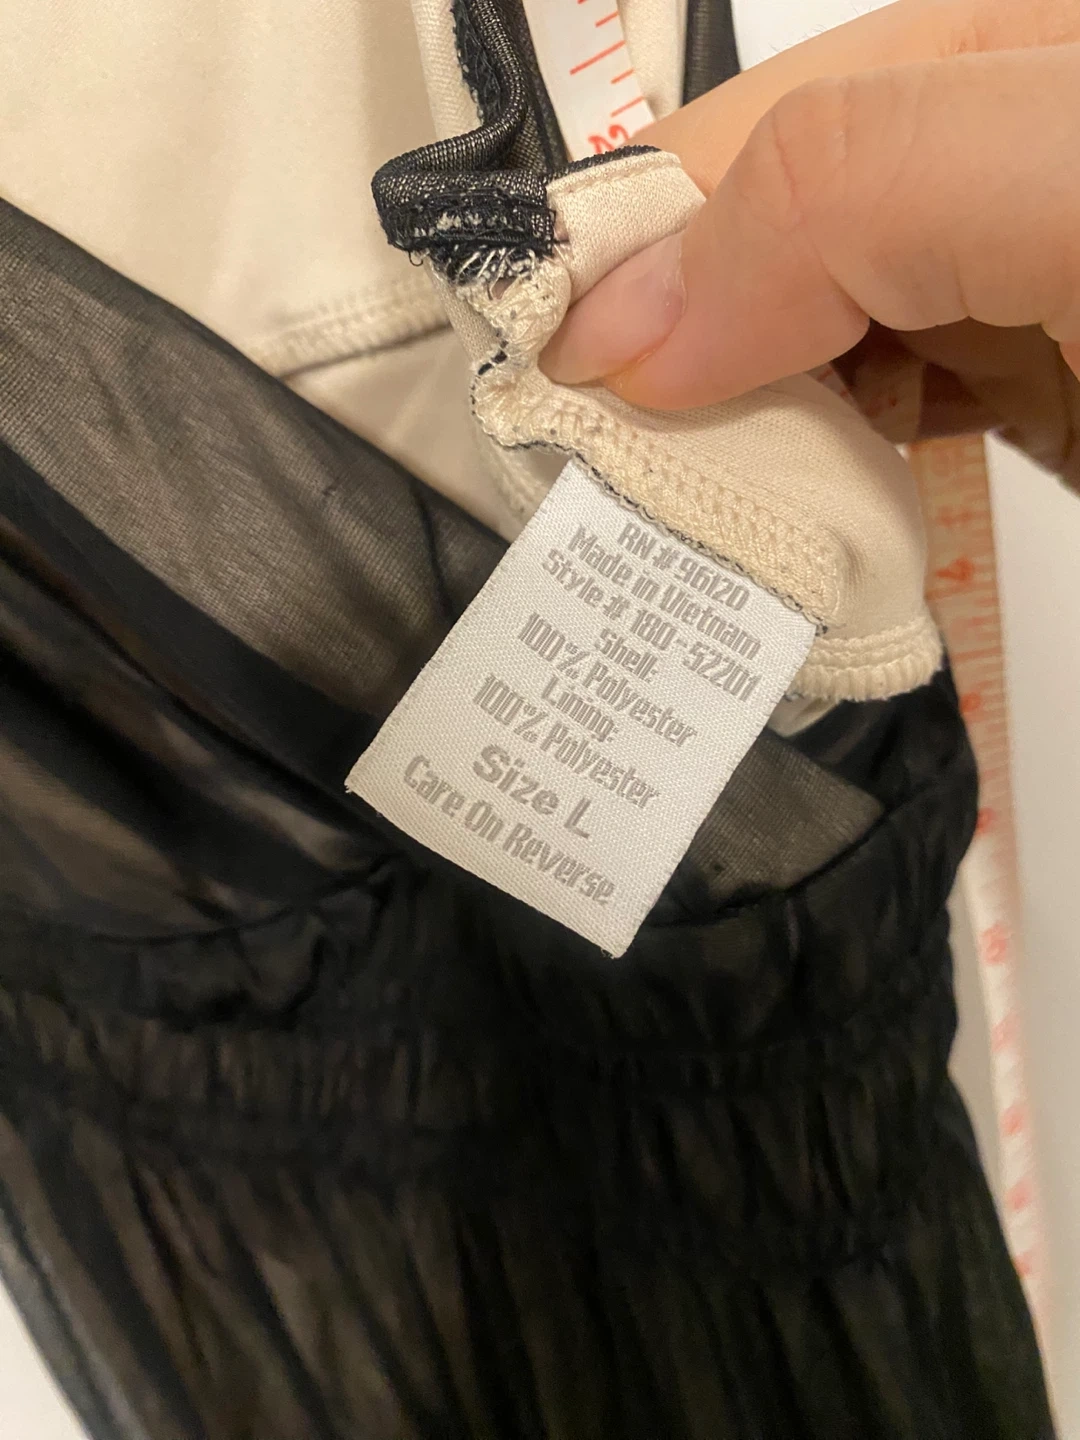 RN # 96120
Made in Vietnam
Style # 180-52201
Shell:
100% Polyester
Lining:
100% Polyester
Size L
Care On Reverse